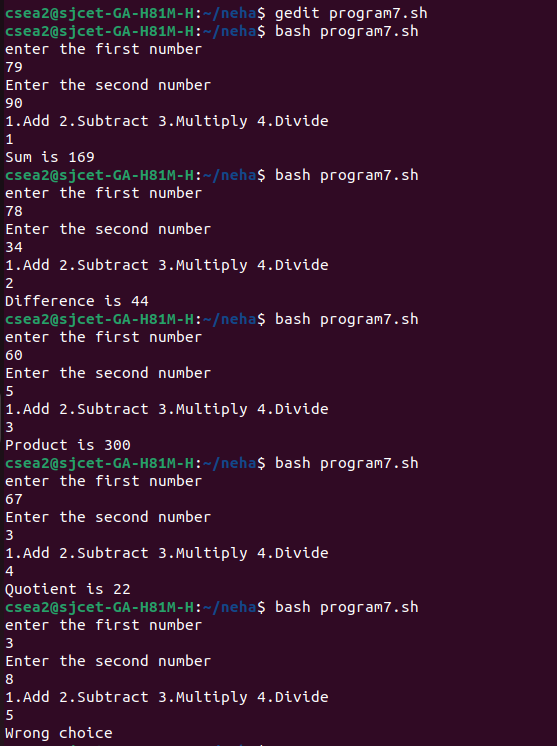 csea2@sjcet-GA-H81M-H:~/neha$ gedit program7.sh
csea2@sjcet-GA-H81M-H:~/neha$ bash program7.sh
enter the first number
79
Enter the second number
90
1.Add 2.Subtract 3.Multiply 4.Divide
1
Sum is 169
csea2@sjcet-GA-H81M-H:~/neha$ bash program7.sh
enter the first number
78
Enter the second number
34
1.Add 2.Subtract 3.Multiply 4.Divide
2
Difference is 44
csea2@sjcet-GA-H81M-H:~/neha$ bash program7.sh
enter the first number
60
Enter the second number
5
1.Add 2.Subtract 3.Multiply 4.Divide
3
Product is 300
csea2@sjcet-GA-H81M-H:~/neha$ bash program7.sh
enter the first number
67
Enter the second number
3
1.Add 2.Subtract 3.Multiply 4.Divide
4
Quotient is 22
csea2@sjcet-GA-H81M-H:~/neha$ bash program7.sh
enter the first number
3
Enter the second number
8
1.Add 2.Subtract 3.Multiply 4.Divide
5
Wrong choice